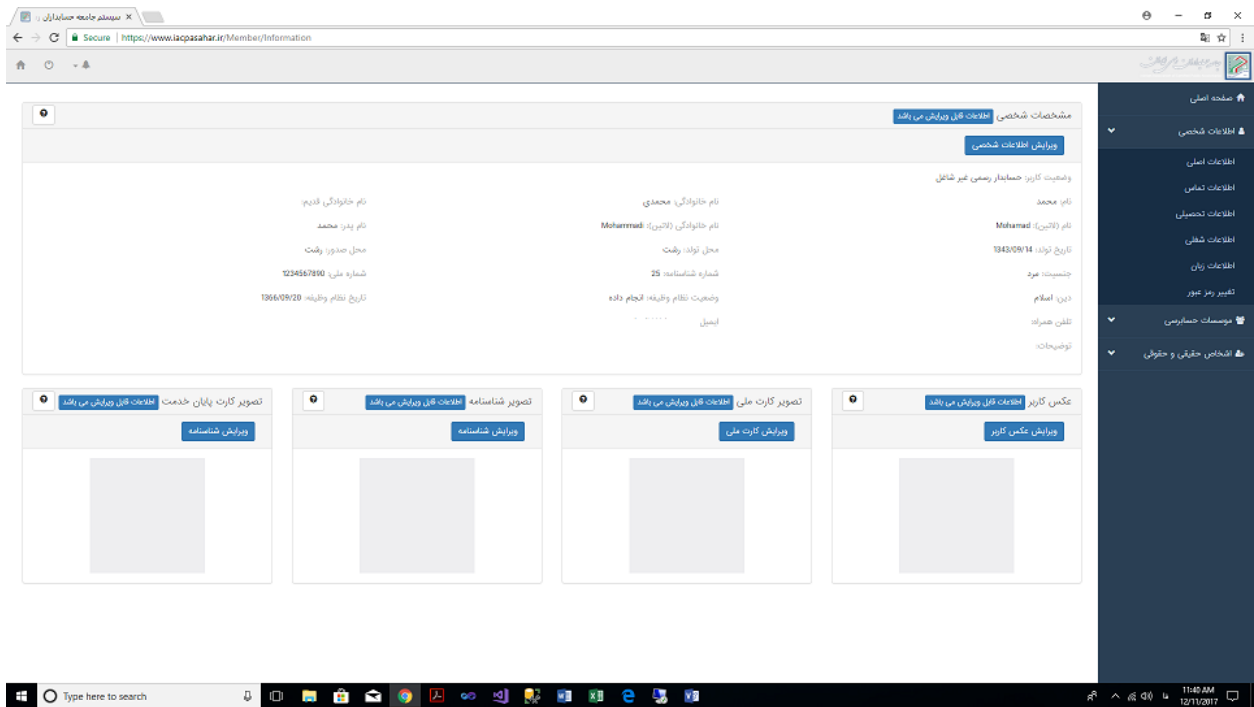 سیستم جامعه حسابداران ر
Secure | https://www.iacpasahar.ir/Member/Information
صفحه اصلی
اطلاعات شخصی
اطلاعات اصلی
اطلاعات تماس
اطلاعات تحصیلی
اطلاعات شغلی
اطلاعات زبان
تغییر رمز عبور
موسسات حسابرسی
اشخاص حقیقی و حقوقی
مشخصات شخصی اطلاعات قابل ویرایش می باشد
ویرایش اطلاعات شخصی
وضعیت کاربر: حسابدار رسمی غیر شاغل
نام: محمد نام خانوادگی: محمدي نام خانوادگی قدیم:
نام (لاتین): Mohamad نام خانوادگی (لاتین): Mohammadi نام پدر: محمد
تاریخ تولد: 1343/09/14 محل تولد: رشت محل صدور: رشت
جنسیت: مرد شماره شناسنامه: 25 شماره ملی: 1234567890
دین: اسلام وضعیت نظام وظیفه: انجام داده تاریخ نظام وظیفه: 1366/09/20
تلفن همراه: ایمیل
توضیحات:
عکس کاربر اطلاعات قابل ویرایش می باشد
ویرایش عکس کاربر
تصویر کارت ملی اطلاعات قابل ویرایش می باشد
ویرایش کارت ملی
تصویر شناسنامه اطلاعات قابل ویرایش می باشد
ویرایش شناسنامه
تصویر کارت پایان خدمت اطلاعات قابل ویرایش می باشد
ویرایش شناسنامه
Type here to search
فا
11:40 AM
12/11/2017